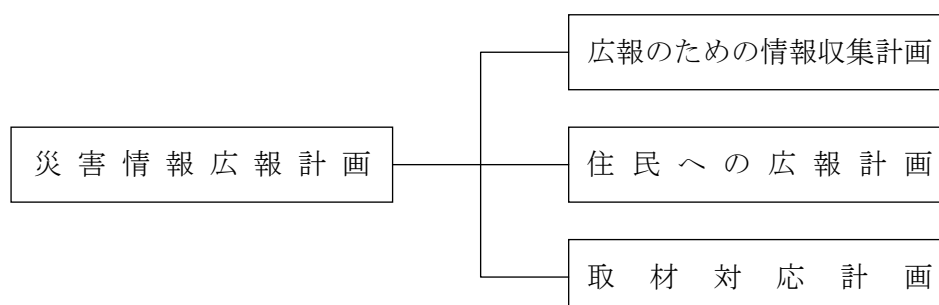 災害情報広報計画
広報のための情報収集計画
住民への広報計画
取材対応計画